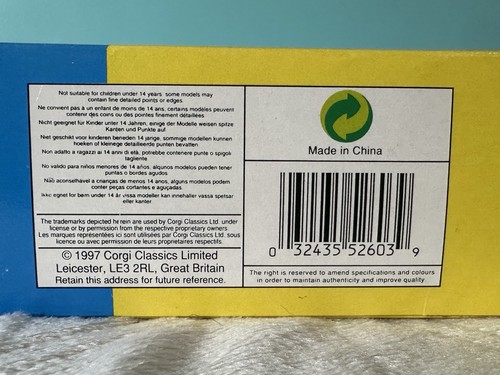 Not suitable for children under 14 years some models may
contain fine detailed points or edges
Ne convient pas à un enfant de moins de 14 ans, certains modèles peuvent
contenir des coins ou des pointes finement détaillées
Nicht geegnet für Kinder unter 14 Jahren, einige der Modelle weisen spitze
Kanten und Punkte auf
Niet geschikt voor kinderen beneden 14 jarige, sommige modellen kunnen
hoeken of kleinege detailleerde punten bevatten
Non adatto a ragazzi ai 14 anni di età, potrebbe contenere punte o spigoli
tagliente.
No valido para niños menores de 14 años, algunos modelos pueden tener
puntas o bordes agudos
Não aconselhavel a crianças de menos 14 anos, alguns modelos podem
conter peças cortantes e aguçadas
Ikke egnet for bern under 14 år vissa modeller kan innehaller vassa spetsar
eller kanter
The trademarks depicted herein are used by Corgi Classics Ltd. under
license or by permission from the respective proprietary owners.
Les marques représentées ici sont utilisées par Corgi Classics Ltd. sous
licence ou avec permission de leurs proprietaires respectifs.
© 1997 Corgi Classics Limited
Leicester, LE3 2RL, Great Britain
Retain this address for future reference.
Made in China
0 32435 52603 9
The right is reserved to amend specifications and colours
in order to maintain authenticity and improve quality.